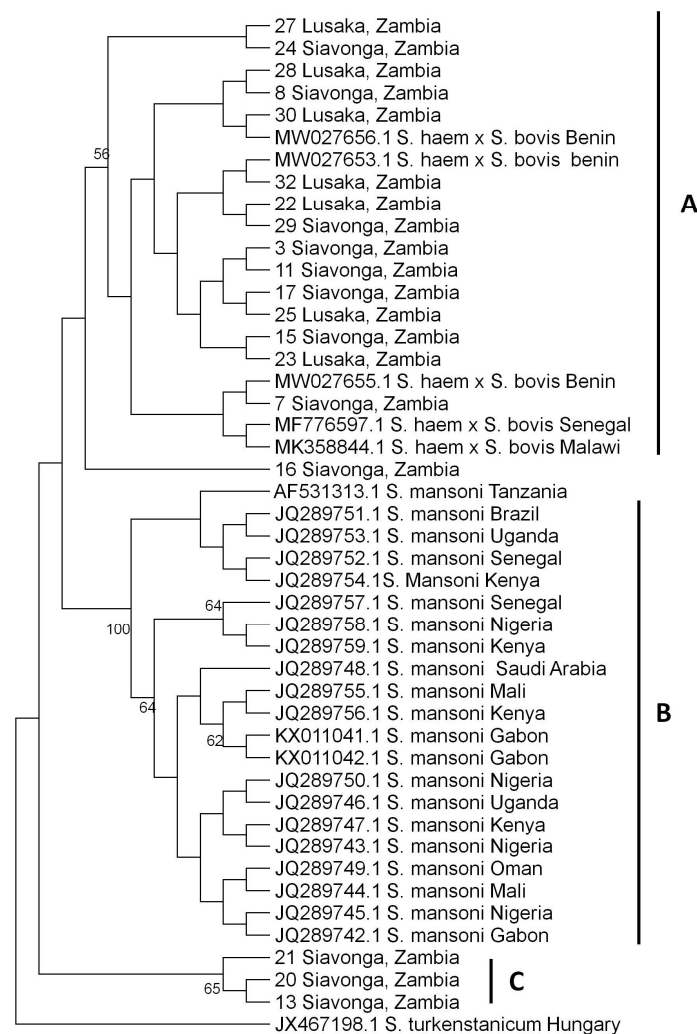 27 Lusaka, Zambia
24 Siavonga, Zambia
28 Lusaka, Zambia
8 Siavonga, Zambia
30 Lusaka, Zambia
MW027656.1 S. haem x S. bovis Benin
56
MW027653.1 S. haem x S. bovis benin
32 Lusaka, Zambia
22 Lusaka, Zambia
A
29 Siavonga, Zambia
3 Siavonga, Zambia
11 Siavonga, Zambia
17 Siavonga, Zambia
25 Lusaka, Zambia
15 Siavonga, Zambia
23 Lusaka, Zambia
MW027655.1 S. haem x S. bovis Benin
7 Siavonga, Zambia
MF776597.1 S. haem x S. bovis Senegal
MK358844.1 S. haem x S. bovis Malawi
16 Siavonga, Zambia
AF531313.1 S. mansoni Tanzania
JQ289751.1 S. mansoni Brazil
JQ289753.1 S. mansoni Uganda
JQ289752.1 S. mansoni Senegal
JQ289754.1S. Mansoni Kenya
64
JQ289757.1 S. mansoni Senegal
100
JQ289758.1 S. mansoni Nigeria
JQ289759.1 S. mansoni Kenya
JQ289748.1 S. mansoni Saudi Arabia
JQ289755.1 S. mansoni Mali
64
JQ289756.1 S. mansoni Kenya
B
62
KX011041.1 S. mansoni Gabon
KX011042.1 S. mansoni Gabon
JQ289750.1 S. mansoni Nigeria
JQ289746.1 S. mansoni Uganda
JQ289747.1 S. mansoni Kenya
JQ289743.1 S. mansoni Nigeria
JQ289749.1 S. mansoni Oman
JQ289744.1 S. mansoni Mali
JQ289745.1 S. mansoni Nigeria
JQ289742.1 S. mansoni Gabon
21 Siavonga, Zambia
20 Siavonga, Zambia
C
65
13 Siavonga, Zambia
JX467198.1 S. turkenstanicum Hungary